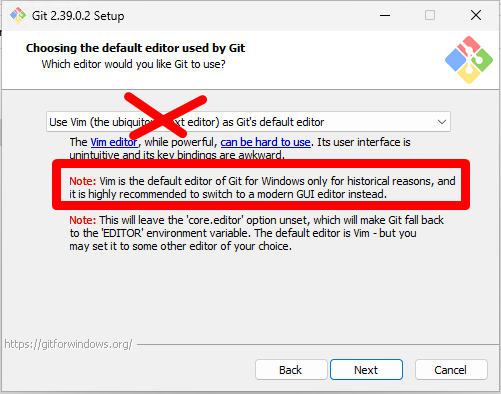 Git 2.39.0.2 Setup
Choosing the default editor used by Git
Which editor would you like Git to use?
Use Vim (the ubiquitous text editor) as Git's default editor
The Vim editor, while powerful, can be hard to use. Its user interface is
unintuitive and its key bindings are awkward.
Note: Vim is the default editor of Git for Windows only for historical reasons, and
it is highly recommended to switch to a modern GUI editor instead.
Note: This will leave the 'core.editor' option unset, which will make Git fall back
to the 'EDITOR' environment variable. The default editor is Vim - but you
may set it to some other editor of your choice.
https://gitforwindows.org/
Back
Next
Cancel